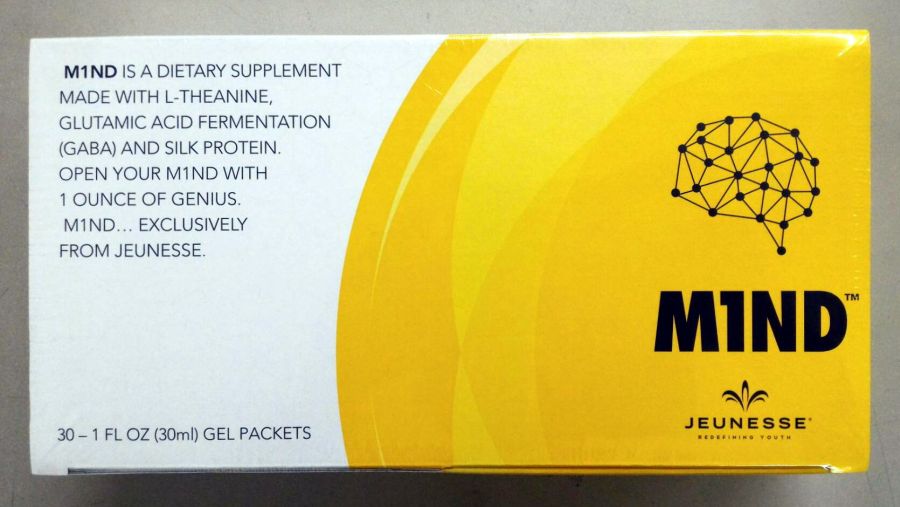 M1ND IS A DIETARY SUPPLEMENT
MADE WITH L-THEANINE,
GLUTAMIC ACID FERMENTATION
(GABA) AND SILK PROTEIN.
OPEN YOUR M1ND WITH
1 OUNCE OF GENIUS.
M1ND... EXCLUSIVELY
FROM JEUNESSE.
30 – 1 FL OZ (30ml) GEL PACKETS
M1ND™
JEUNESSE®
REDEFINING YOUTH